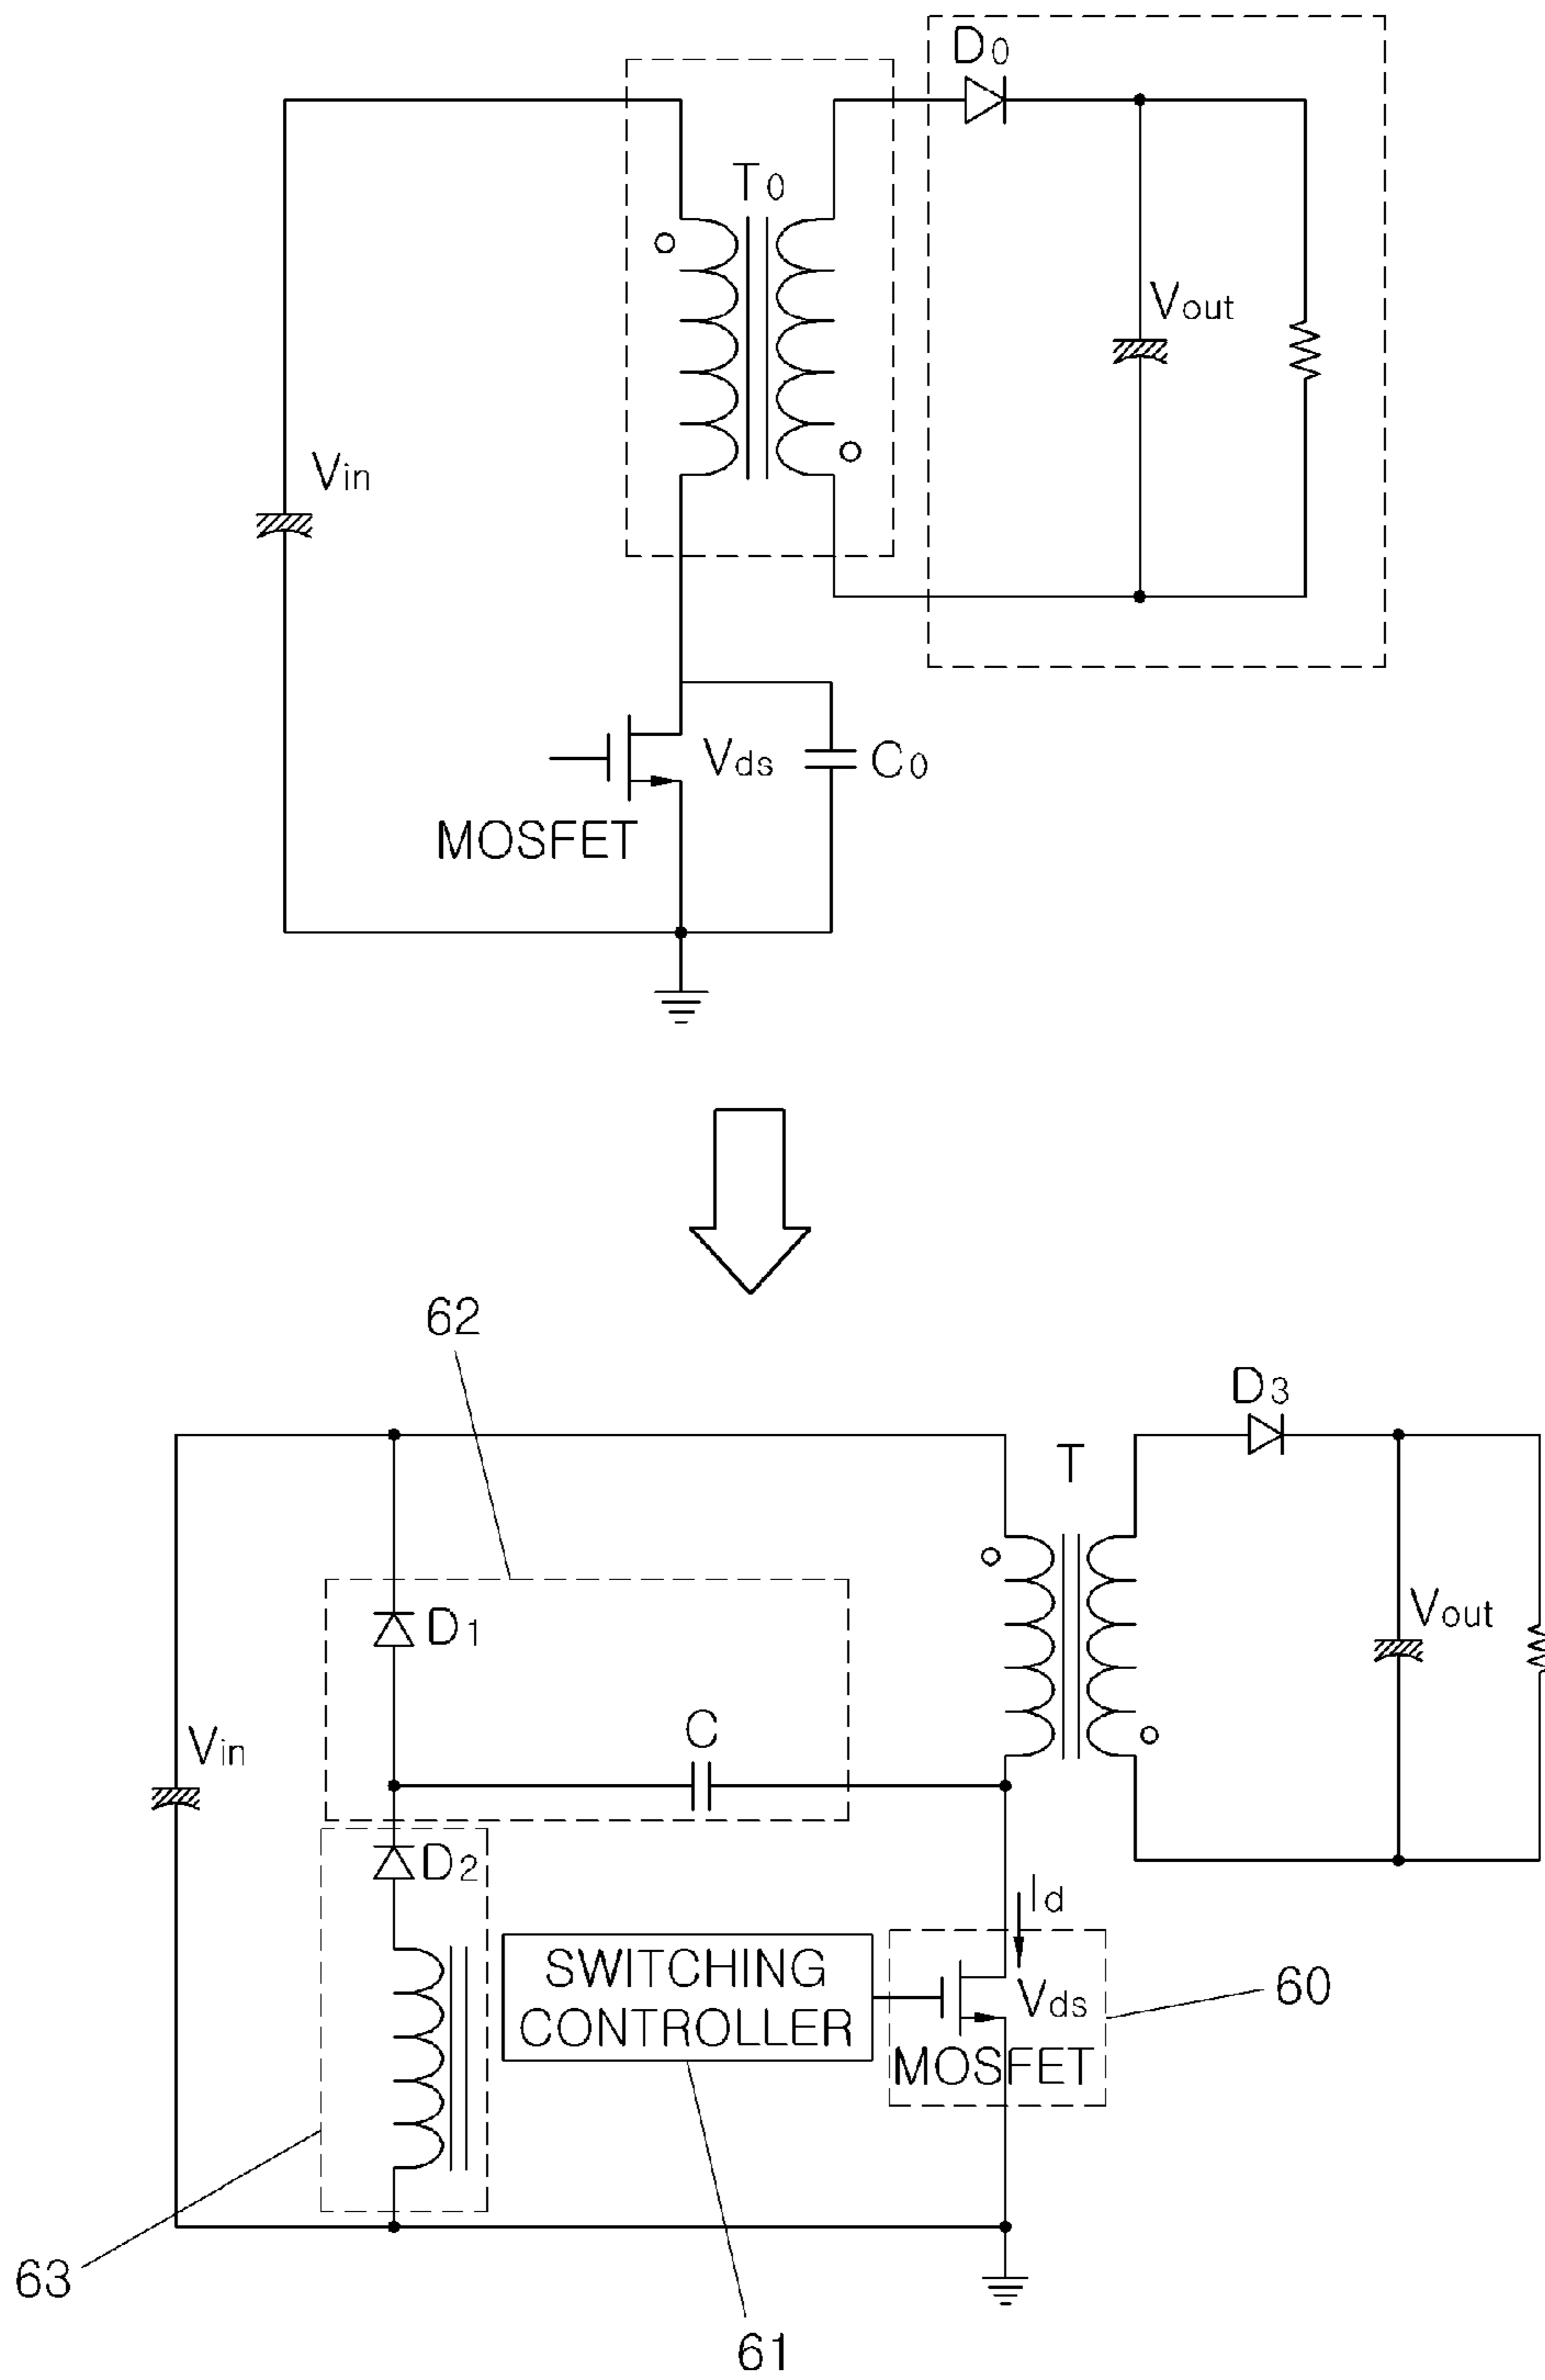 D0
T0
Vout
Vin
Vds
C0
MOSFET
62
D3
T
D1
Vout
C
Vin
D2
Id
SWITCHING
CONTROLLER
Vds
60
MOSFET
63
61